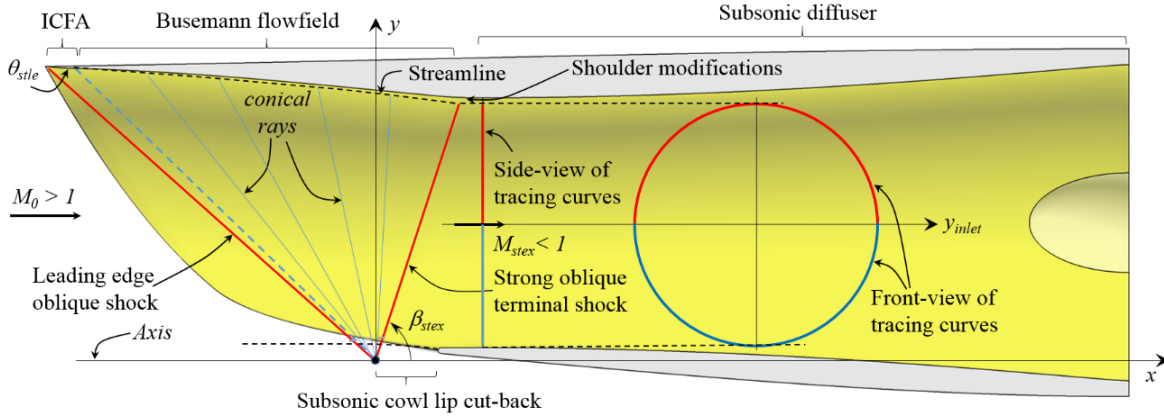 ICFA
Busemann flowfield
y
Subsonic diffuser
θstle
Streamline
Shoulder modifications
conical
rays
Side-view of
tracing curves
M0 > 1
Mstex < 1
yinlet
Leading edge
oblique shock
Strong oblique
terminal shock
Front-view of
tracing curves
βstex
Axis
x
Subsonic cowl lip cut-back